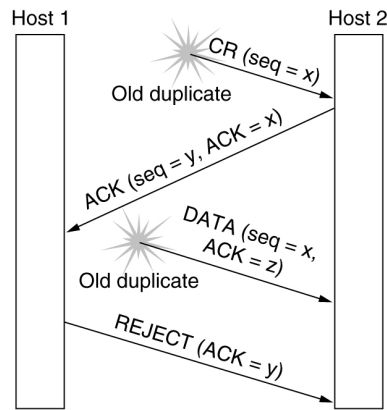 Host 1
Host 2
CR (seq = x)
Old duplicate
ACK (seq = y, ACK = x)
DATA (seq = x,
ACK = z)
Old duplicate
REJECT (ACK = y)